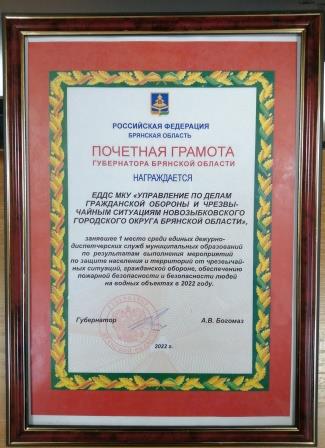 РОССИЙСКАЯ ФЕДЕРАЦИЯ
БРЯНСКАЯ ОБЛАСТЬ
ПОЧЕТНАЯ ГРАМОТА
ГУБЕРНАТОРА БРЯНСКОЙ ОБЛАСТИ
НАГРАЖДАЕТСЯ
ЕДДС МКУ «УПРАВЛЕНИЕ ПО ДЕЛАМ
ГРАЖДАНСКОЙ ОБОРОНЫ И ЧРЕЗВЫ-
ЧАЙНЫМ СИТУАЦИЯМ НОВОЗЫБКОВСКОГО
ГОРОДСКОГО ОКРУГА БРЯНСКОЙ ОБЛАСТИ»,
занявшее 1 место среди единых дежурно-
диспетчерских служб муниципальных образований
по результатам выполнения мероприятий
по защите населения и территорий от чрезвычай-
ных ситуаций, гражданской обороне, обеспечению
пожарной безопасности и безопасности людей
на водных объектах в 2022 году.
Губернатор А.В. Богомаз
2022 г.